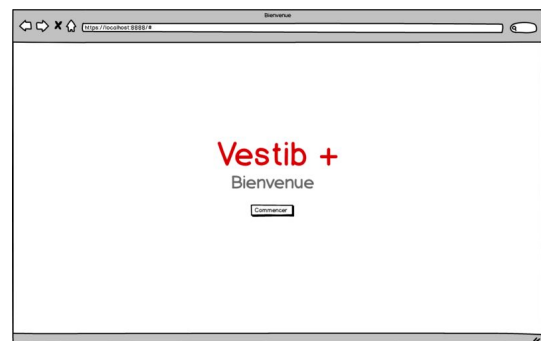 Bienvenue
https://localhost:8888/#
Vestib +
Bienvenue
Commencer